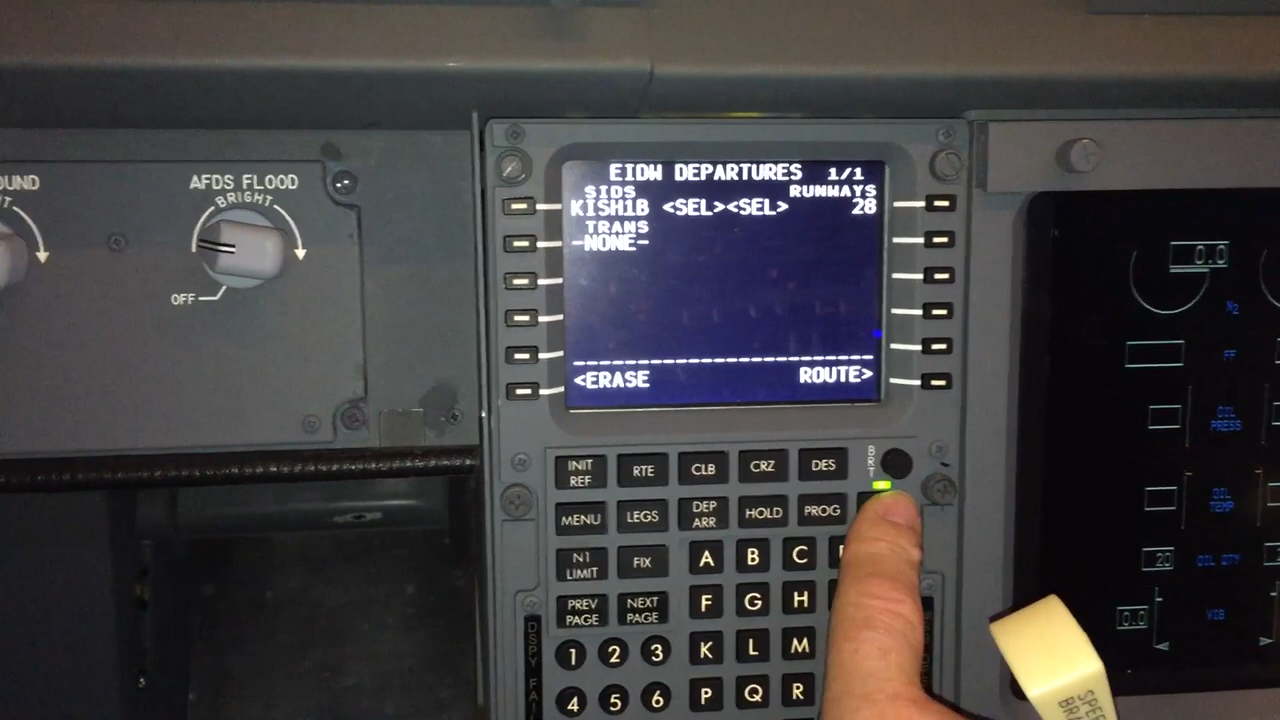 OUND
AFDS FLOOD
BRIGHT
OFF
EIDW DEPARTURES 1/1
SIDS RUNWAYS
KISH1B <SEL><SEL> 28
TRANS
-NONE-
<ERASE ROUTE>
BRT
INIT REF
RTE
CLB
CRZ
DES
MENU
LEGS
DEP ARR
HOLD
PROG
N1 LIMIT
FIX
A B C
PREV PAGE
NEXT PAGE
F G H
1 2 3
K L M
4 5 6
P Q R
DSPY FAI
0.0
N2
FF
OIL PRESS
OIL TEMP
20 OIL QTY
0.0 VIB